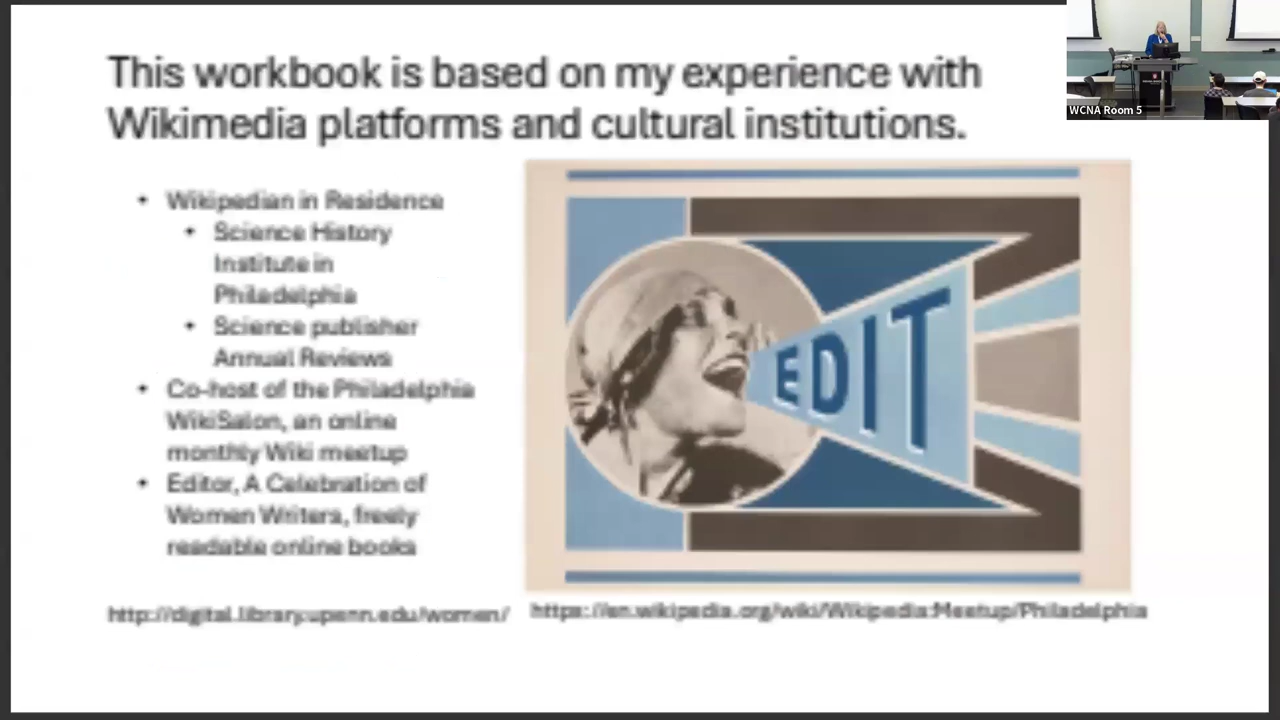 This workbook is based on my experience with
Wikimedia platforms and cultural institutions.
• Wikipedian in Residence
• Science History
Institute in
Philadelphia
• Science publisher
Annual Reviews
• Co-host of the Philadelphia
WikiSalon, an online
monthly Wiki meetup
• Editor, A Celebration of
Women Writers, freely
readable online books
http://digital.library.upenn.edu/women/
EDIT
https://en.wikipedia.org/wiki/Wikipedia:Meetup/Philadelphia
WCNA Room 5